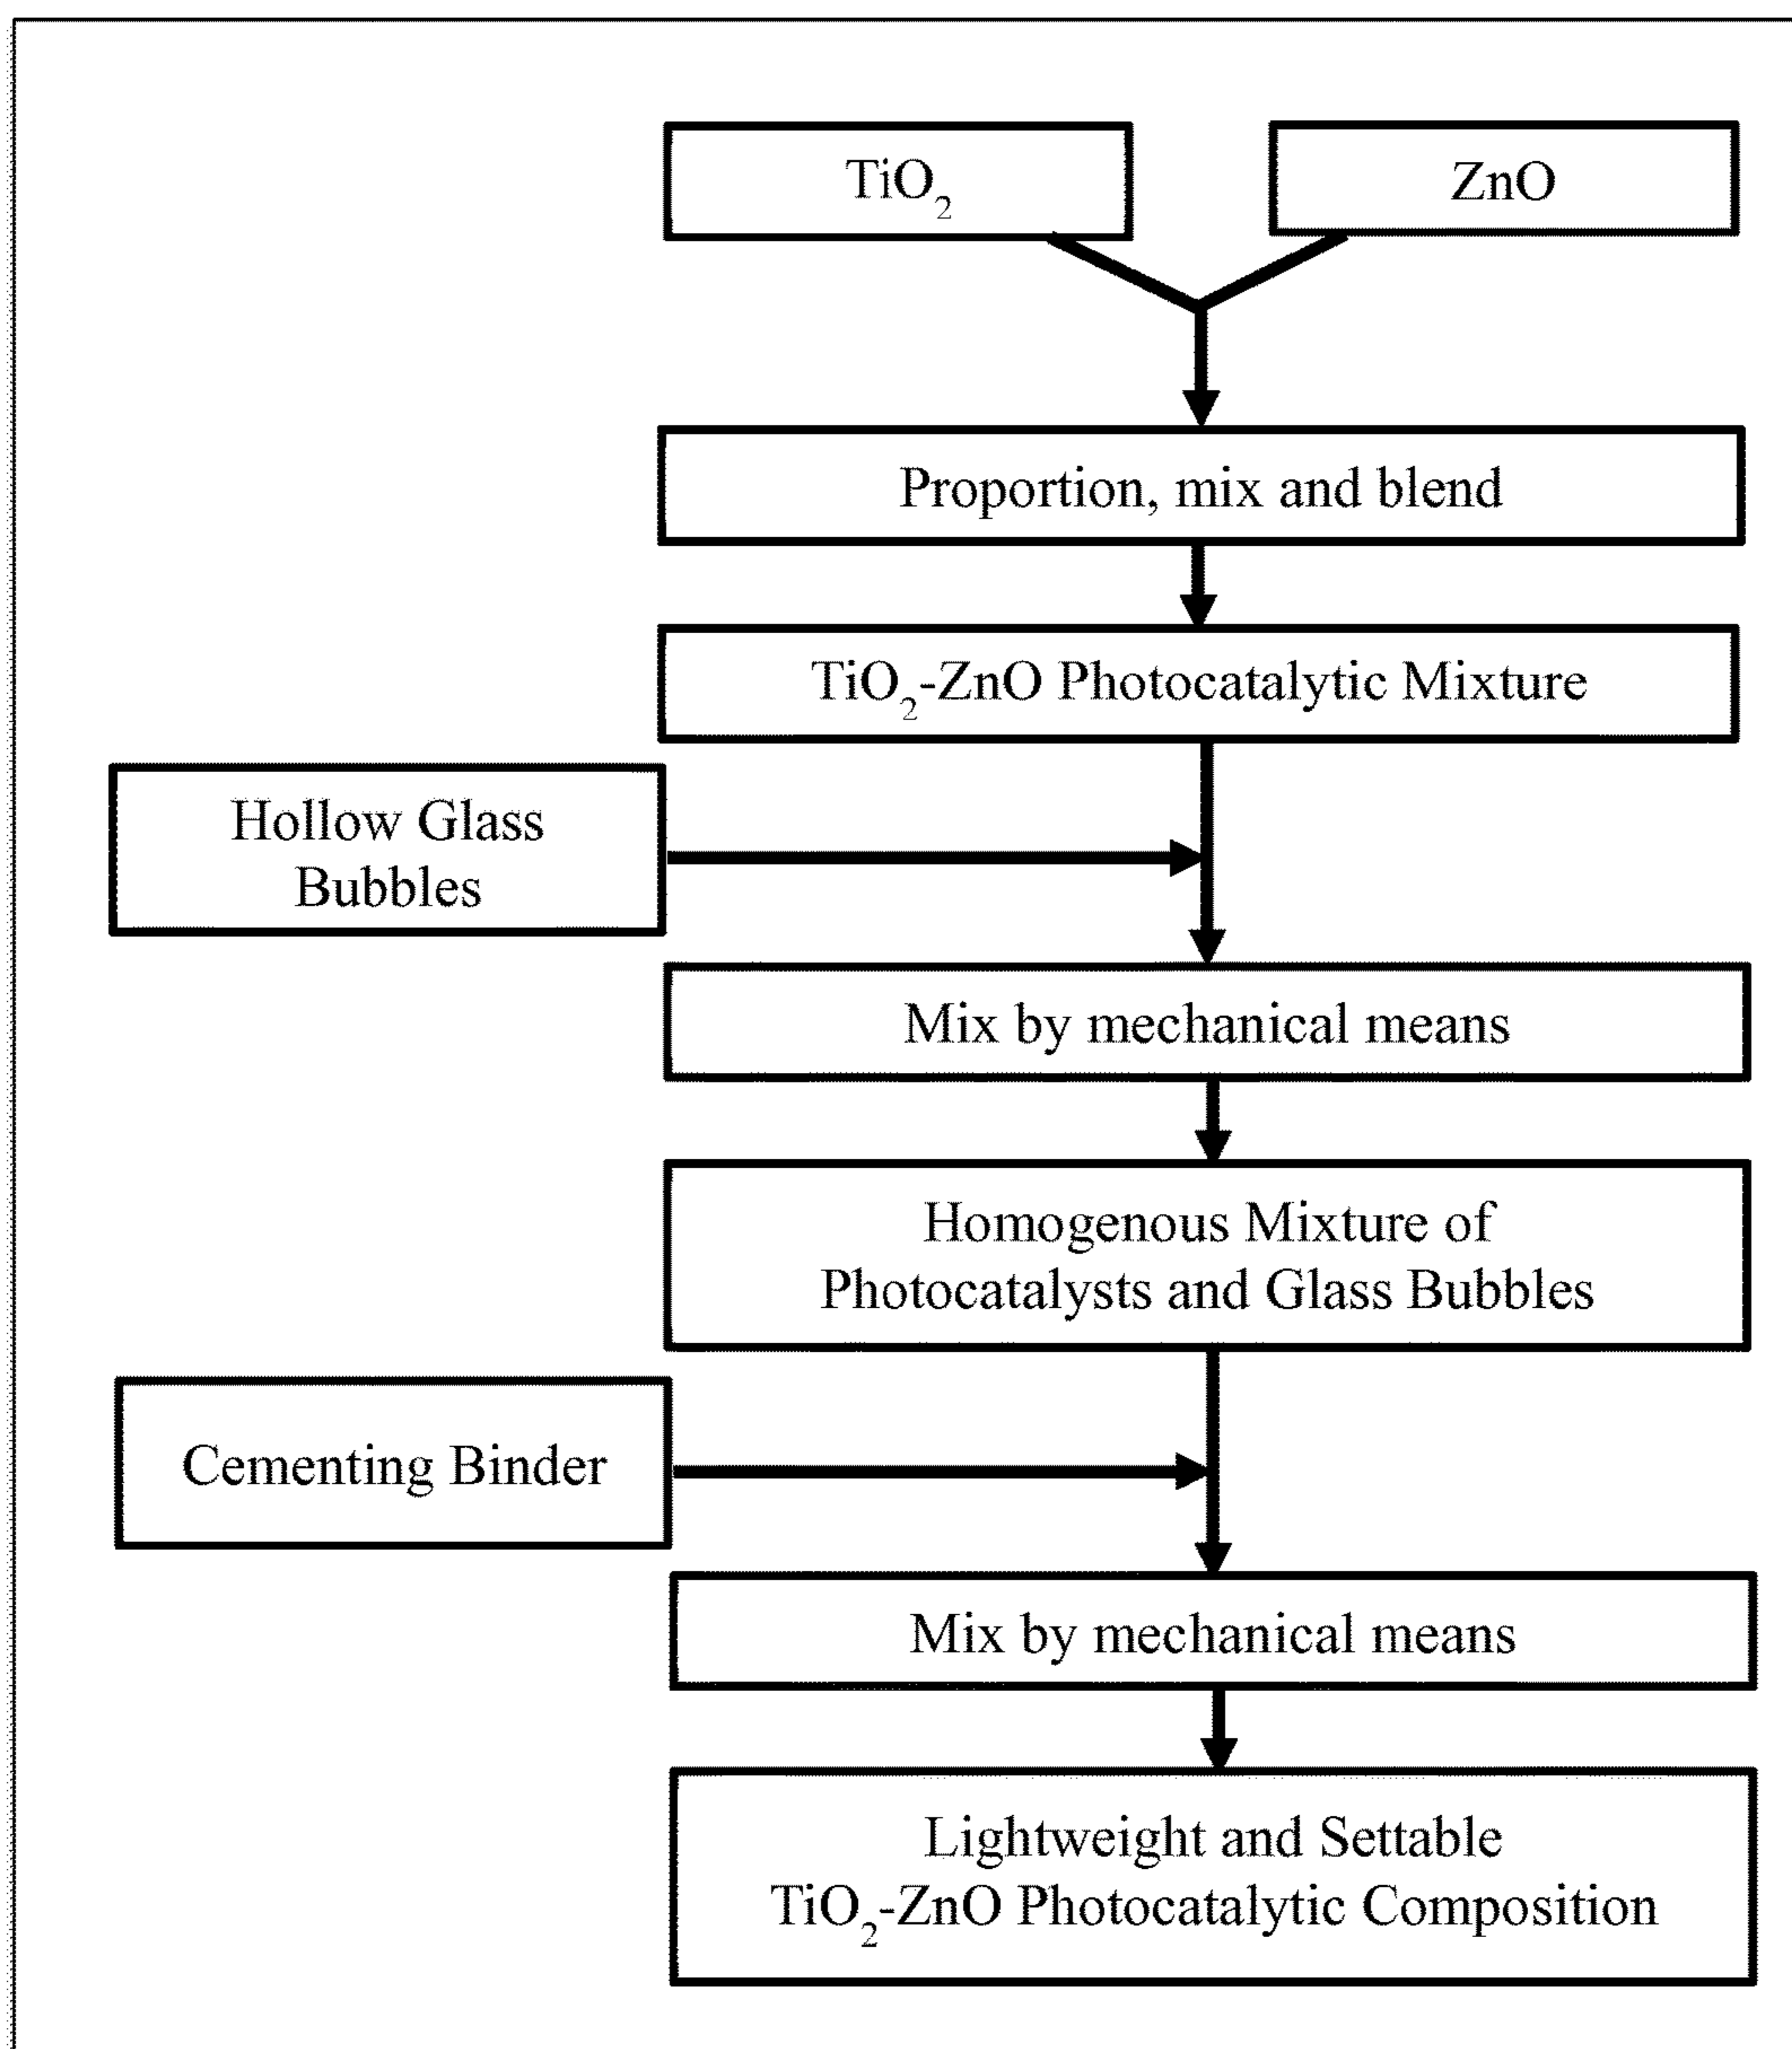 TiO₂
ZnO
Proportion, mix and blend
TiO₂-ZnO Photocatalytic Mixture
Hollow Glass
Bubbles
Mix by mechanical means
Homogenous Mixture of
Photocatalysts and Glass Bubbles
Cementing Binder
Mix by mechanical means
Lightweight and Settable
TiO₂-ZnO Photocatalytic Composition